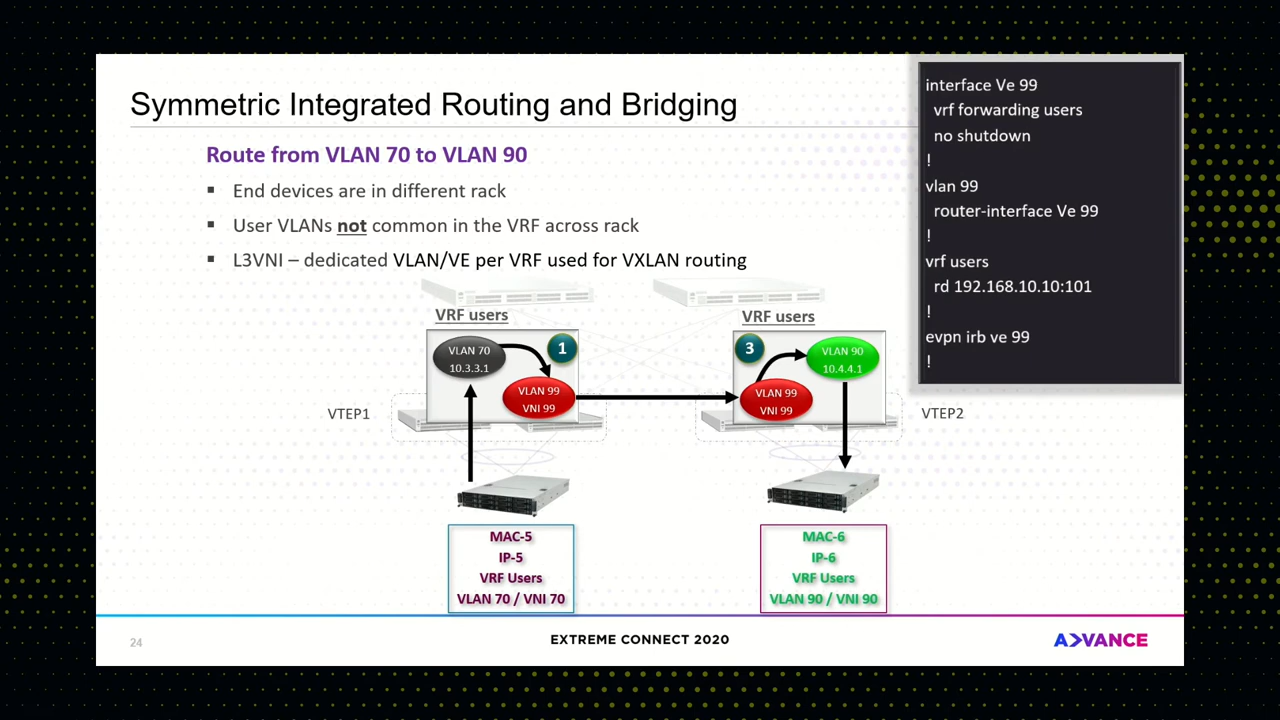 Symmetric Integrated Routing and Bridging
Route from VLAN 70 to VLAN 90
▪ End devices are in different rack
▪ User VLANs not common in the VRF across rack
▪ L3VNI – dedicated VLAN/VE per VRF used for VXLAN routing
interface Ve 99
vrf forwarding users
no shutdown
!
vlan 99
router-interface Ve 99
!
vrf users
rd 192.168.10.10:101
!
evpn irb ve 99
!
VRF users
VLAN 70
10.3.3.1
1
VLAN 99
VNI 99
VTEP1
VRF users
3
VLAN 90
10.4.4.1
VLAN 99
VNI 99
VTEP2
MAC-5
IP-5
VRF Users
VLAN 70 / VNI 70
MAC-6
IP-6
VRF Users
VLAN 90 / VNI 90
24
EXTREME CONNECT 2020
ADVANCE